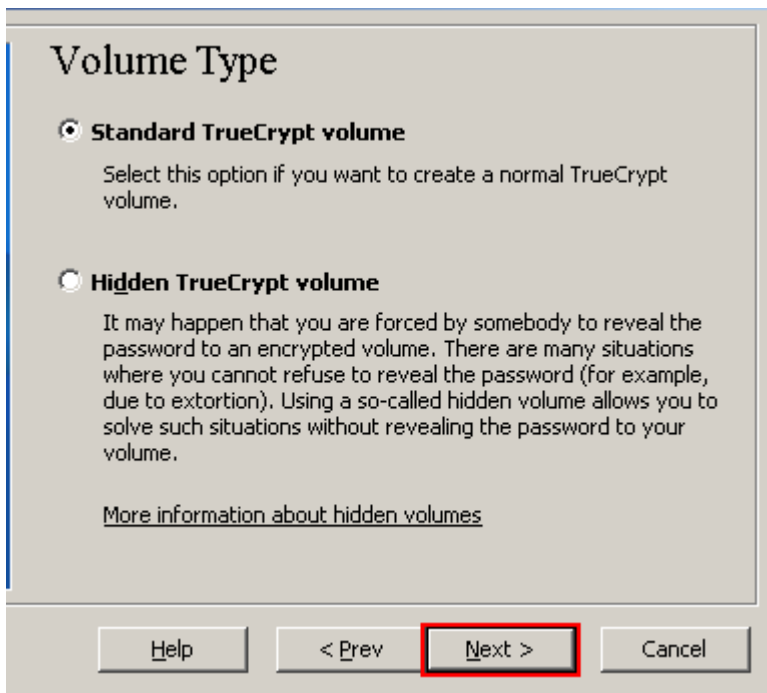 Volume Type
Standard TrueCrypt volume
Select this option if you want to create a normal TrueCrypt
volume.
Hidden TrueCrypt volume
It may happen that you are forced by somebody to reveal the
password to an encrypted volume. There are many situations
where you cannot refuse to reveal the password (for example,
due to extortion). Using a so-called hidden volume allows you to
solve such situations without revealing the password to your
volume.
More information about hidden volumes
Help < Prev Next > Cancel